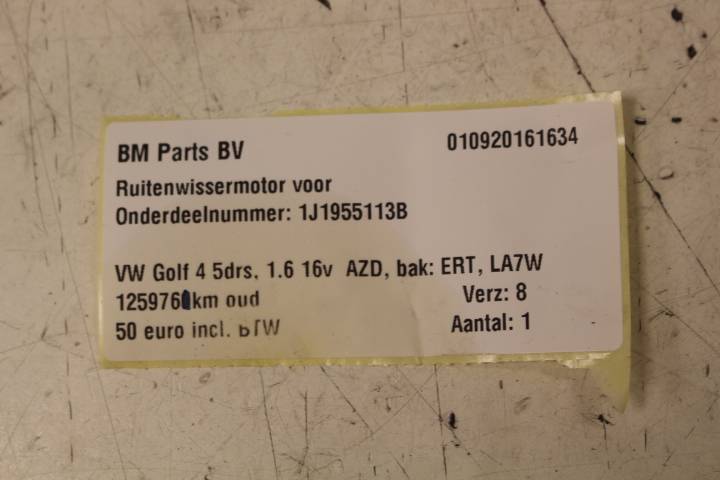 BM Parts BV 010920161634
Ruitenwissermotor voor
Onderdeelnummer: 1J1955113B
VW Golf 4 5drs. 1.6 16v AZD, bak: ERT, LA7W
125976 km oud Verz: 8
50 euro incl. BTW Aantal: 1